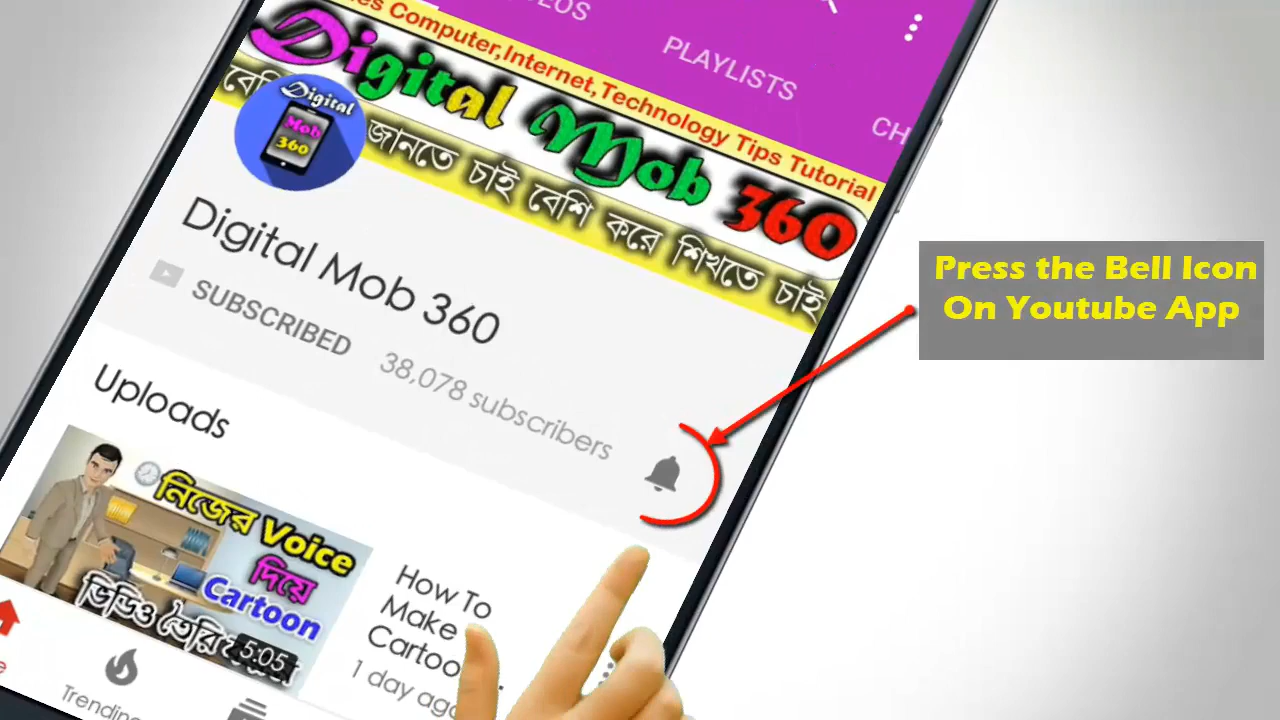 PLAYLISTS
Computer,Internet,Technology Tips Tutorial
Digital Mob 360
জানতে চাই বেশি করে শিখতে চাই
Digital
Mob
360
Digital Mob 360
SUBSCRIBED
38,078 subscribers
Press the Bell Icon
On Youtube App
Uploads
নিজের Voice
দিয়ে
Cartoon
ভিডিও তৈরি
5:05
How To
Make
Cartoo
1 day ago
Trending